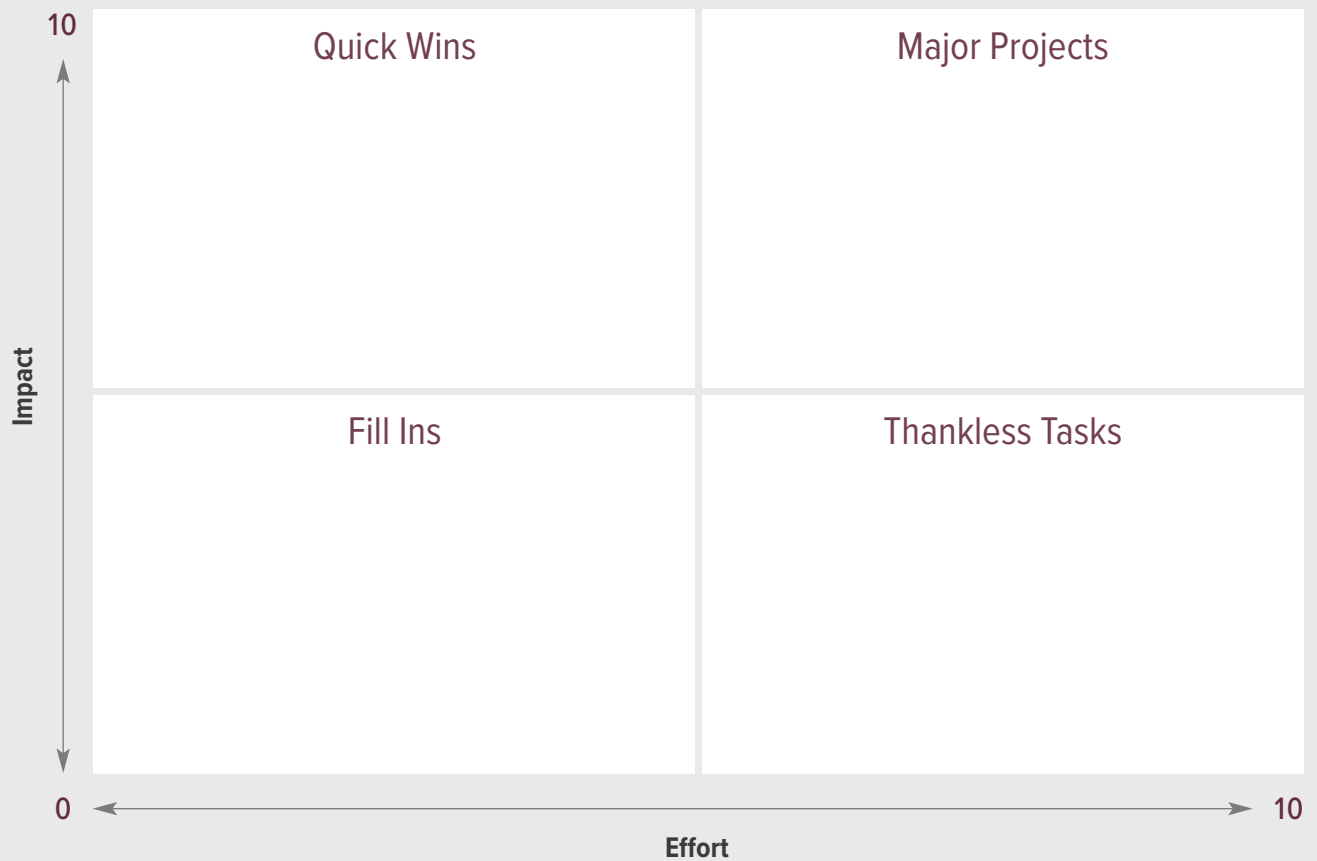 10
Quick Wins
Major Projects
Impact
Fill Ins
Thankless Tasks
0
10
Effort